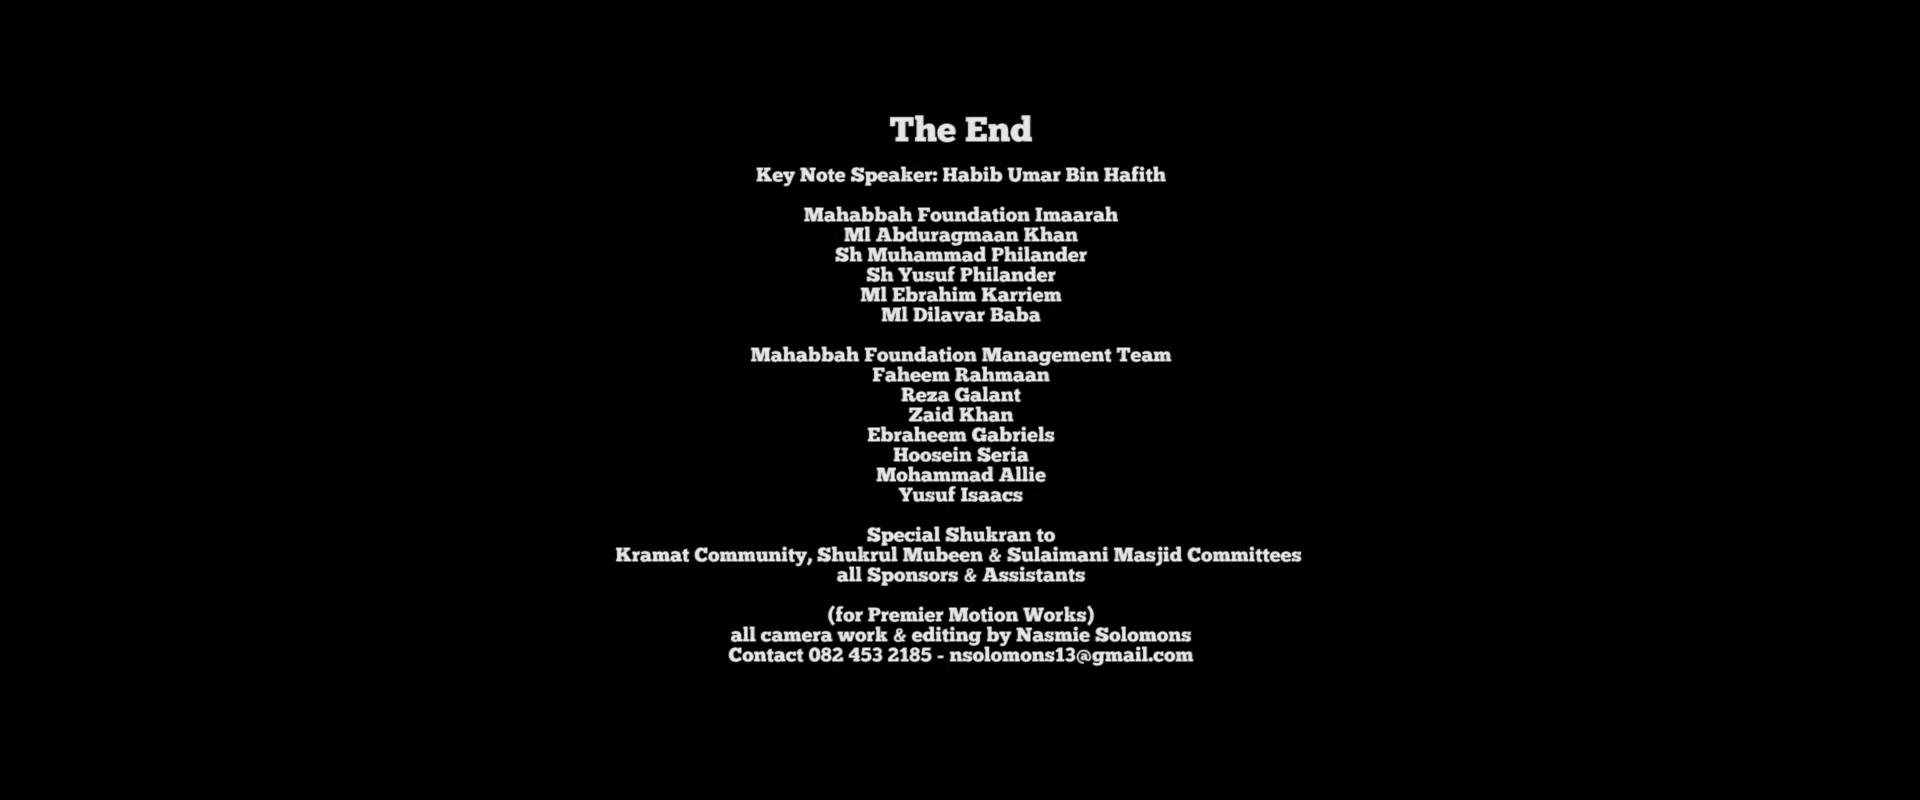 The End
Key Note Speaker: Habib Umar Bin Hafith
Mahabbah Foundation Imaarah
Ml Abduragmaan Khan
Sh Muhammad Philander
Sh Yusuf Philander
Ml Ebrahim Karriem
Ml Dilavar Baba
Mahabbah Foundation Management Team
Faheem Rahmaan
Reza Galant
Zaid Khan
Ebraheem Gabriels
Hoosein Seria
Mohammad Allie
Yusuf Isaacs
Special Shukran to
Kramat Community, Shukrul Mubeen & Sulaimani Masjid Committees
all Sponsors & Assistants
(for Premier Motion Works)
all camera work & editing by Nasmie Solomons
Contact 082 453 2185 - nsolomons13@gmail.com